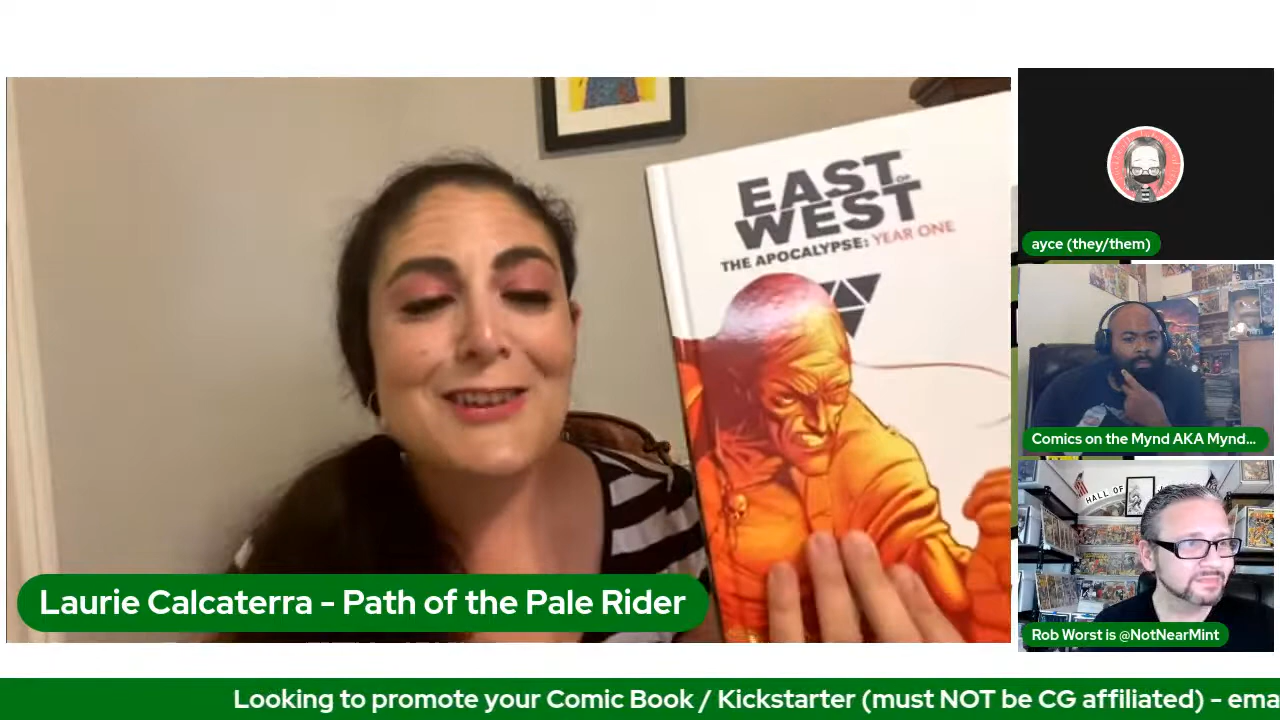 EAST OF
WEST
THE APOCALYPSE: YEAR ONE
Laurie Calcaterra - Path of the Pale Rider
ayce (they/them)
Comics on the Mynd AKA Mynd...
HALL OF
Rob Worst is @NotNearMint
Looking to promote your Comic Book / Kickstarter (must NOT be CG affiliated) - ema